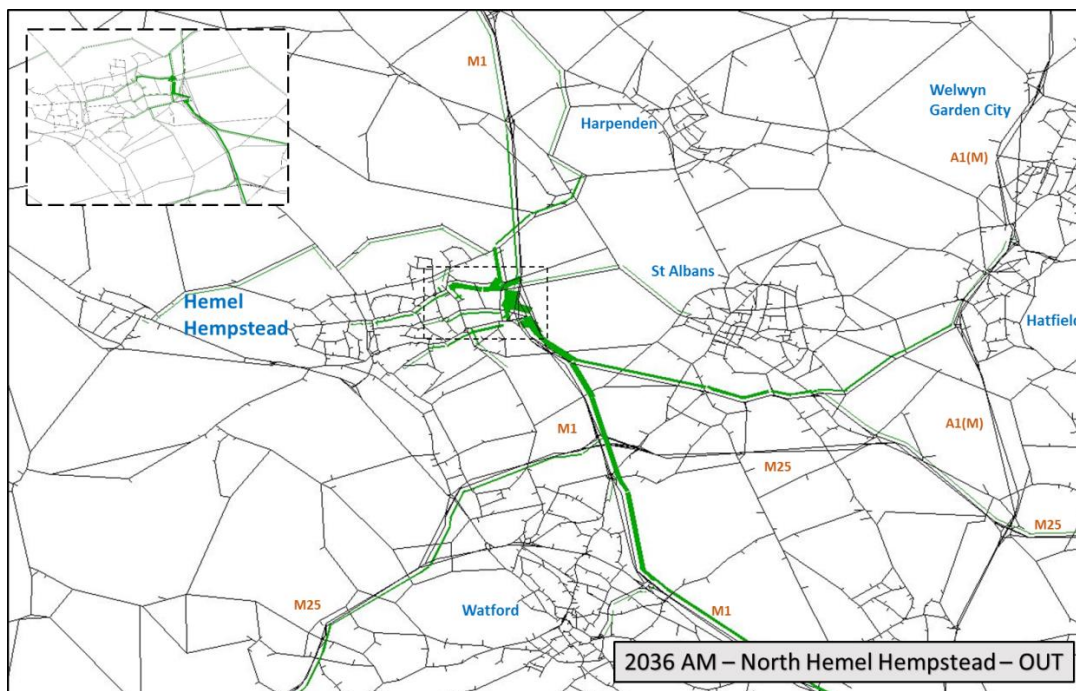 M1
Welwyn
Garden City
Harpenden
A1(M)
St Albans
Hemel
Hempstead
Hatfield
M1
A1(M)
M25
M25
M25
Watford
M1
2036 AM – North Hemel Hempstead – OUT